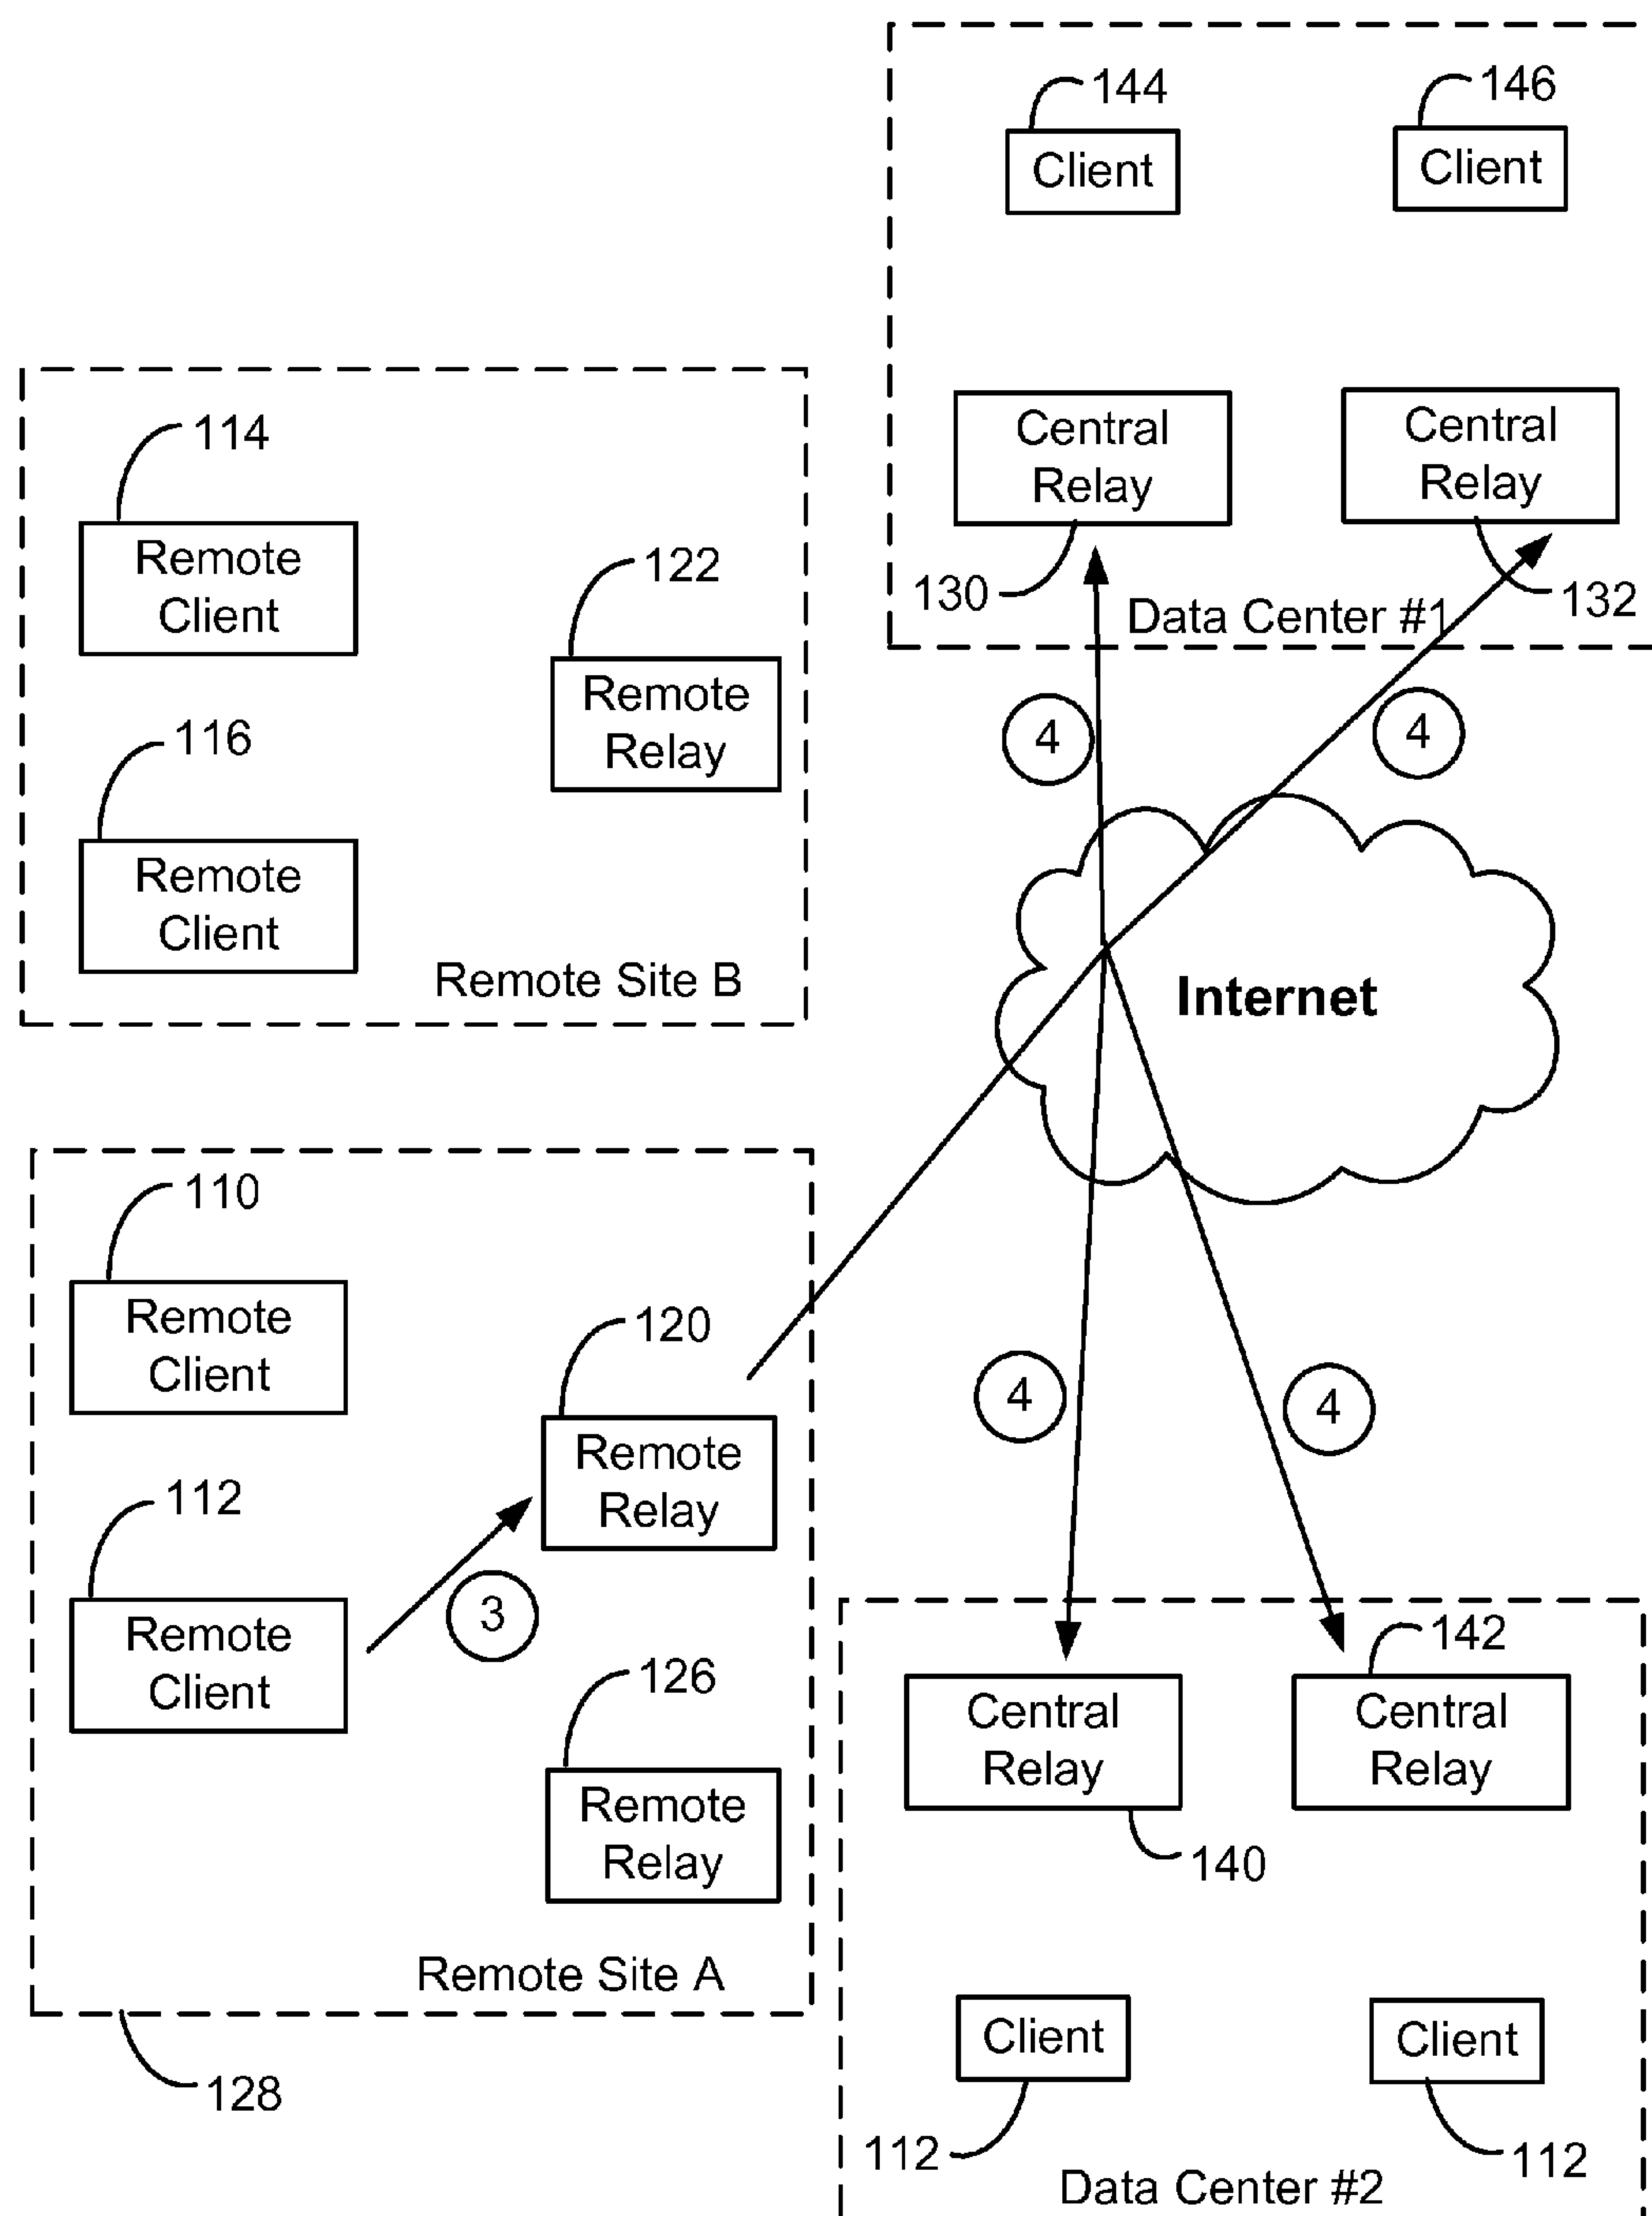 144
146
Client
Client
Central
Relay
Central
Relay
130
132
Data Center #1
114
Remote
Client
122
Remote
Relay
116
Remote
Client
Remote Site B
4
4
Internet
110
Remote
Client
120
Remote
Relay
112
Remote
Client
3
126
Remote
Relay
Remote Site A
128
4
4
142
Central
Relay
Central
Relay
140
Client
Client
112
112
Data Center #2